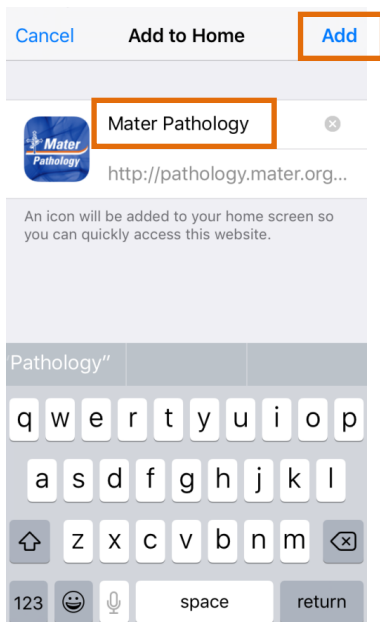 Cancel Add to Home Add
Mater
Pathology
Mater Pathology
http://pathology.mater.org...
An icon will be added to your home screen so
you can quickly access this website.
"Pathology"
q w e r t y u i o p
a s d f g h j k l
z x c v b n m
123 space return